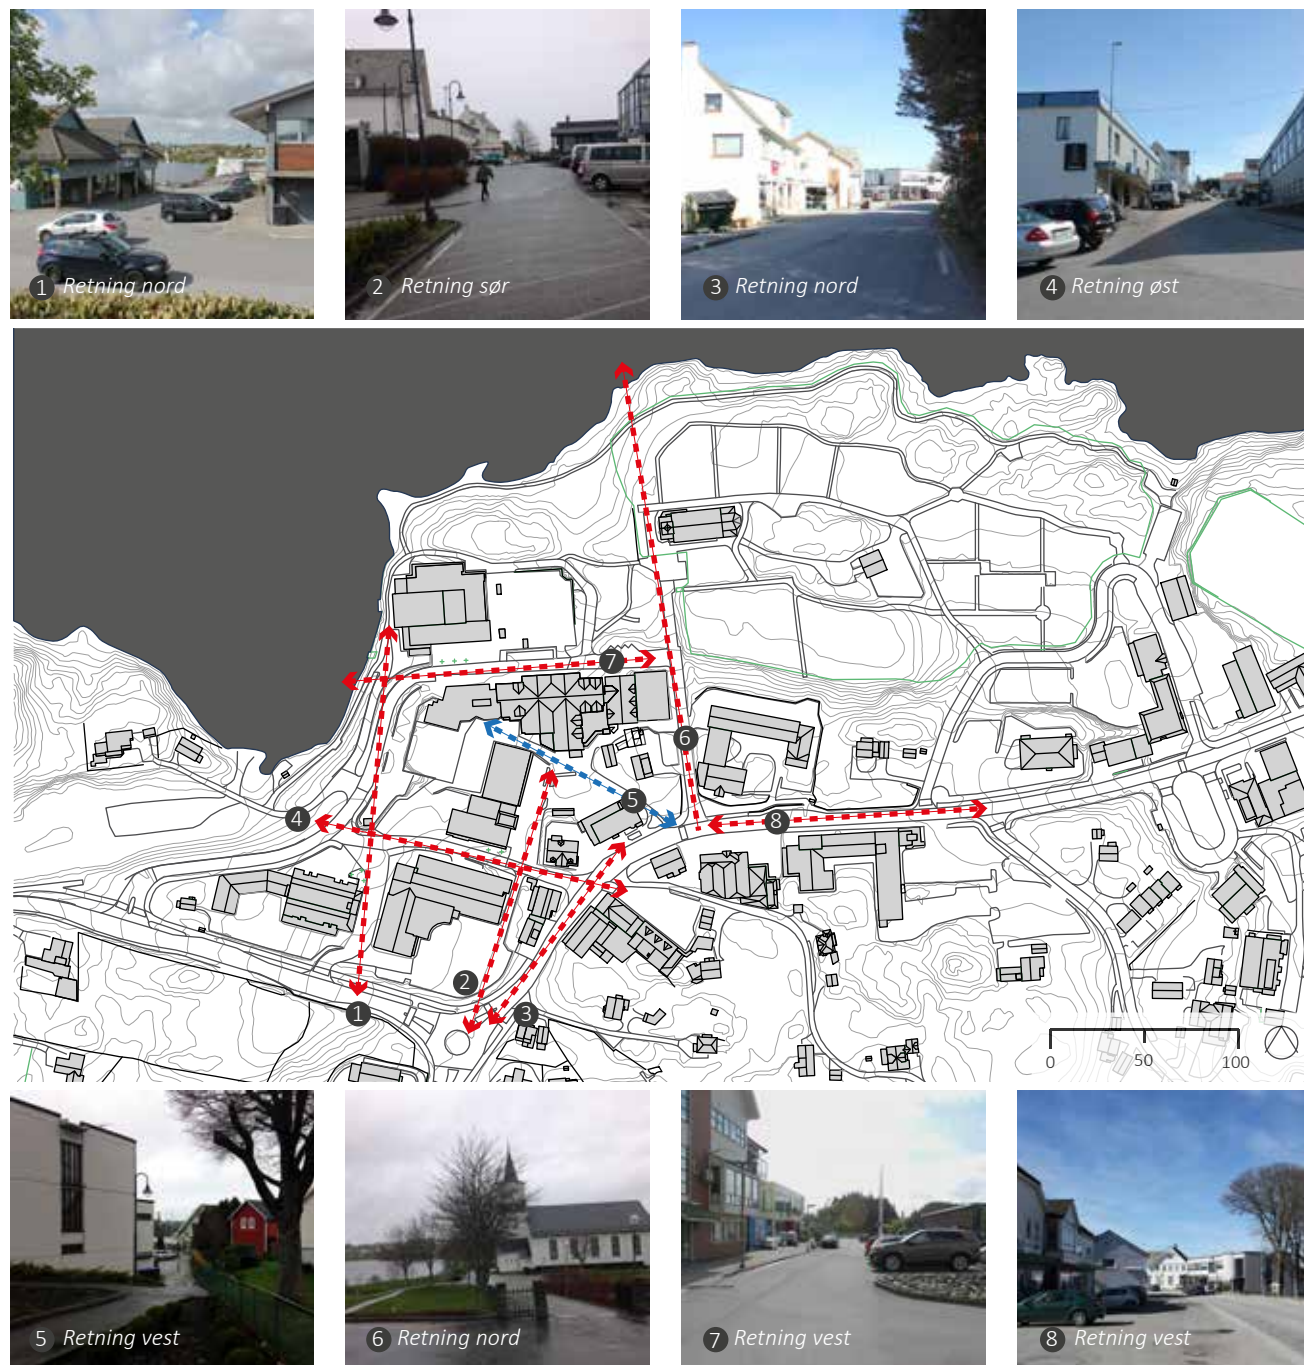 1 Retning nord
2 Retning sør
3 Retning nord
4 Retning øst
7
6
5
4
8
2
1
3
0 50 100
5 Retning vest
6 Retning nord
7 Retning vest
8 Retning vest